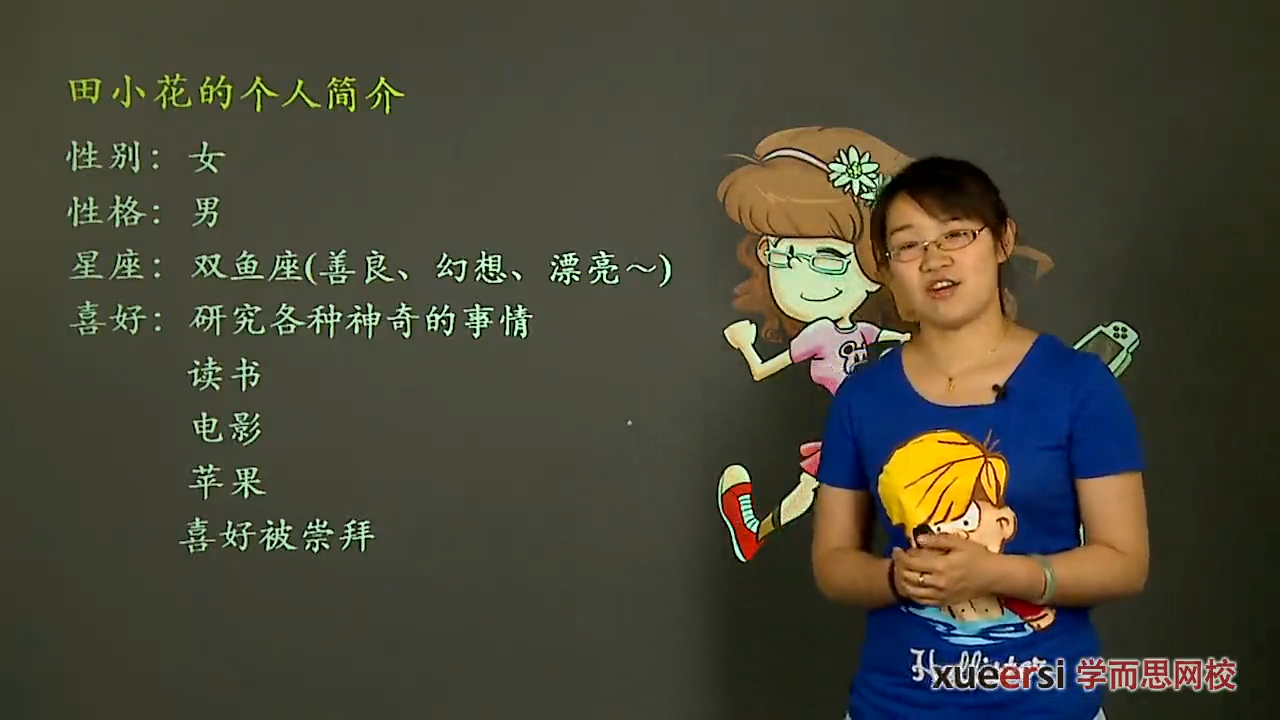 田小花的个人简介
性别：女
性格：男
星座：双鱼座(善良、幻想、漂亮～)
喜好：研究各种神奇的事情
读书
电影
苹果
喜好被崇拜
Hollister
xueersi 学而思网校